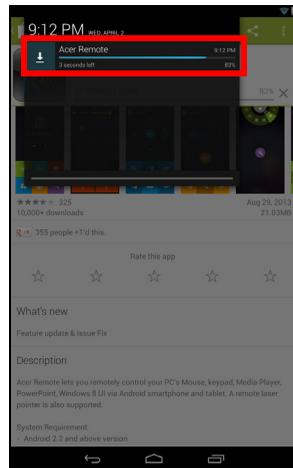 9:12 PM WED, APRIL 2
Acer Remote 9:12 PM
3 seconds left 83%
83%
325 Aug 29, 2013
10,000+ downloads 21.03MB
355 people +1'd this.
Rate this app
What's new
Feature update & Issue Fix
Description
Acer Remote lets you remotely control your PC's Mouse, keypad, Media Player,
PowerPoint, Windows 8 UI via Android smartphone and tablet. A remote laser
pointer is also supported.
System Requirement
- Android 2.2 and above version